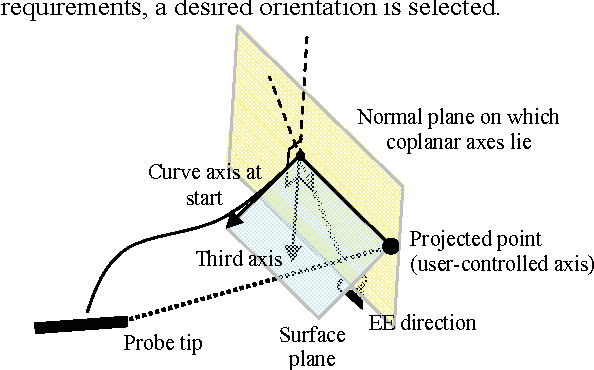 requirements, a desired orientation is selected.
Normal plane on which
coplanar axes lie
Curve axis at
start
Projected point
(user-controlled axis)
Third axis
EE direction
Surface
plane
Probe tip